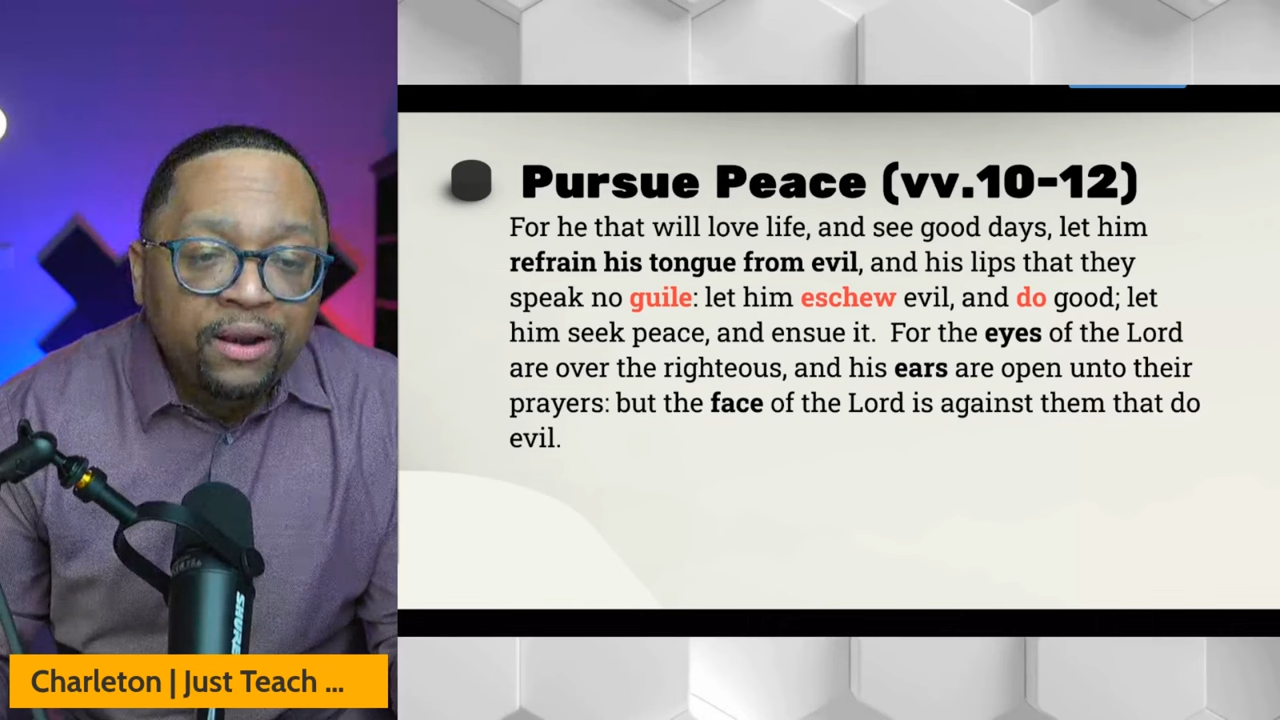 Pursue Peace (vv.10-12)
For he that will love life, and see good days, let him
refrain his tongue from evil, and his lips that they
speak no guile: let him eschew evil, and do good; let
him seek peace, and ensue it.  For the eyes of the Lord
are over the righteous, and his ears are open unto their
prayers: but the face of the Lord is against them that do
evil.
SHURE
Charleton | Just Teach ...